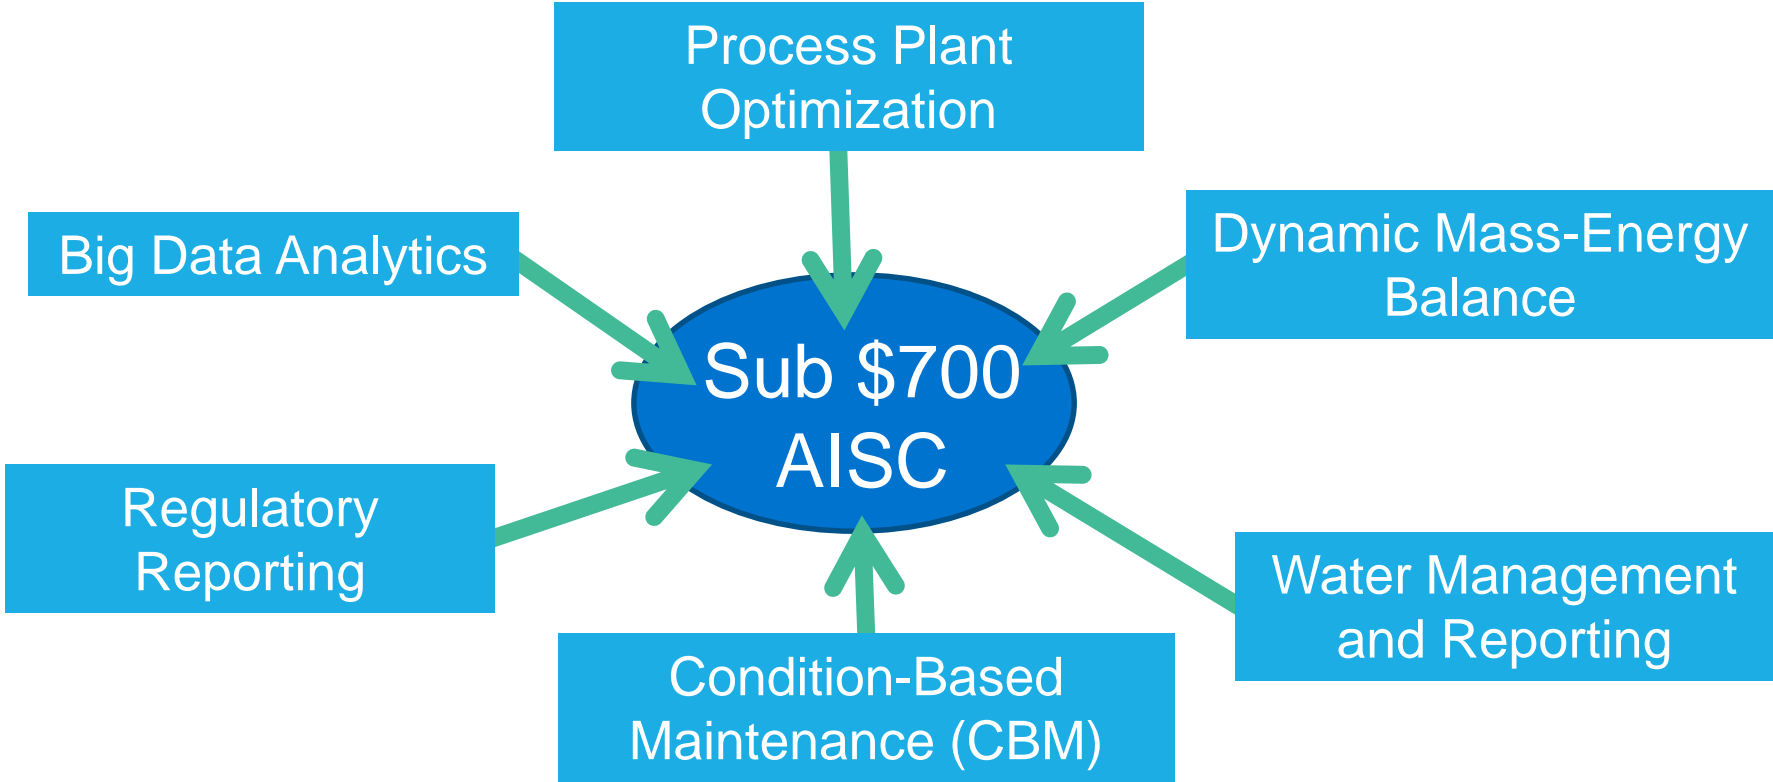 Process Plant
Optimization
Big Data Analytics
Dynamic Mass-Energy
Balance
Sub $700
AISC
Regulatory
Reporting
Water Management
and Reporting
Condition-Based
Maintenance (CBM)